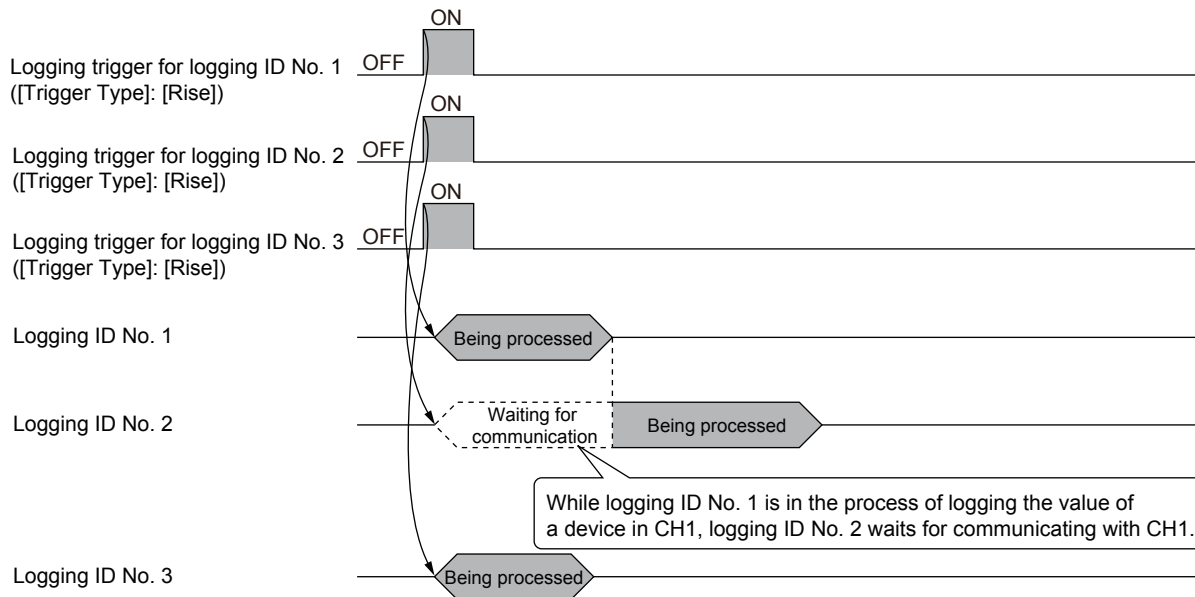 ON
Logging trigger for logging ID No. 1 OFF
([Trigger Type]: [Rise])
ON
Logging trigger for logging ID No. 2 OFF
([Trigger Type]: [Rise])
ON
Logging trigger for logging ID No. 3 OFF
([Trigger Type]: [Rise])
Logging ID No. 1 Being processed
Waiting for
communication
Logging ID No. 2 Being processed
While logging ID No. 1 is in the process of logging the value of
a device in CH1, logging ID No. 2 waits for communicating with CH1.
Logging ID No. 3 Being processed